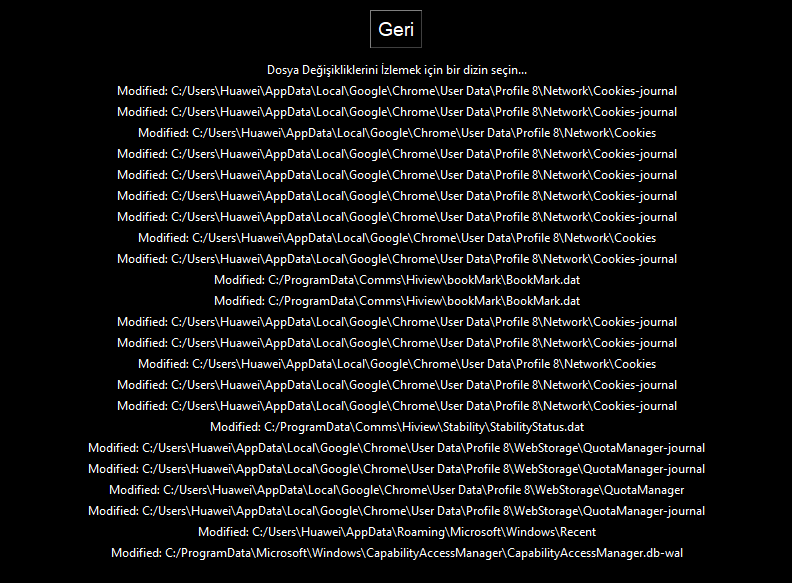 Geri
Dosya Değişikliklerini İzlemek için bir dizin seçin...
Modified: C:/Users\Huawei\AppData\Local\Google\Chrome\User Data\Profile 8\Network\Cookies-journal
Modified: C:/Users\Huawei\AppData\Local\Google\Chrome\User Data\Profile 8\Network\Cookies-journal
Modified: C:/Users\Huawei\AppData\Local\Google\Chrome\User Data\Profile 8\Network\Cookies
Modified: C:/Users\Huawei\AppData\Local\Google\Chrome\User Data\Profile 8\Network\Cookies-journal
Modified: C:/Users\Huawei\AppData\Local\Google\Chrome\User Data\Profile 8\Network\Cookies-journal
Modified: C:/Users\Huawei\AppData\Local\Google\Chrome\User Data\Profile 8\Network\Cookies-journal
Modified: C:/Users\Huawei\AppData\Local\Google\Chrome\User Data\Profile 8\Network\Cookies-journal
Modified: C:/Users\Huawei\AppData\Local\Google\Chrome\User Data\Profile 8\Network\Cookies
Modified: C:/Users\Huawei\AppData\Local\Google\Chrome\User Data\Profile 8\Network\Cookies-journal
Modified: C:/ProgramData\Comms\Hiview\bookMark\BookMark.dat
Modified: C:/ProgramData\Comms\Hiview\bookMark\BookMark.dat
Modified: C:/Users\Huawei\AppData\Local\Google\Chrome\User Data\Profile 8\Network\Cookies-journal
Modified: C:/Users\Huawei\AppData\Local\Google\Chrome\User Data\Profile 8\Network\Cookies-journal
Modified: C:/Users\Huawei\AppData\Local\Google\Chrome\User Data\Profile 8\Network\Cookies
Modified: C:/Users\Huawei\AppData\Local\Google\Chrome\User Data\Profile 8\Network\Cookies-journal
Modified: C:/Users\Huawei\AppData\Local\Google\Chrome\User Data\Profile 8\Network\Cookies-journal
Modified: C:/ProgramData\Comms\Hiview\Stability\StabilityStatus.dat
Modified: C:/Users\Huawei\AppData\Local\Google\Chrome\User Data\Profile 8\WebStorage\QuotaManager-journal
Modified: C:/Users\Huawei\AppData\Local\Google\Chrome\User Data\Profile 8\WebStorage\QuotaManager-journal
Modified: C:/Users\Huawei\AppData\Local\Google\Chrome\User Data\Profile 8\WebStorage\QuotaManager
Modified: C:/Users\Huawei\AppData\Local\Google\Chrome\User Data\Profile 8\WebStorage\QuotaManager-journal
Modified: C:/Users\Huawei\AppData\Roaming\Microsoft\Windows\Recent
Modified: C:/ProgramData\Microsoft\Windows\CapabilityAccessManager\CapabilityAccessManager.db-wal